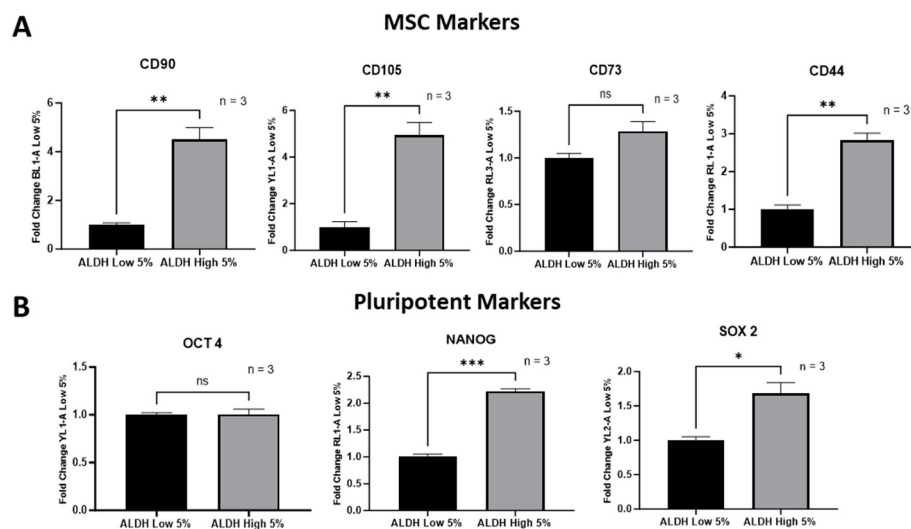 A
MSC Markers
CD90
Fold Change BL1-A Low 5%
8
6
4
2
0
**
n = 3
ALDH Low 5% ALDH High 5%
CD105
Fold Change YL1-A Low 5%
6
4
2
0
**
n = 3
ALDH Low 5% ALDH High 5%
CD73
Fold Change RL3-A Low 5%
1.5
1.0
0.5
0.0
ns
n = 3
ALDH Low 5% ALDH High 5%
CD44
Fold Change RL1-A Low 5%
4
3
2
1
0
**
n = 3
ALDH Low 5% ALDH High 5%
B
Pluripotent Markers
OCT 4
Fold Change YL1-A Low 5%
1.5
1.0
0.5
0.0
ns
n = 3
ALDH Low 5% ALDH High 5%
NANOG
Fold Change RL1-A Low 5%
2.5
2.0
1.5
1.0
0.5
0.0
***
n = 3
ALDH Low 5% ALDH High 5%
SOX 2
Fold Change YL2-A Low 5%
2.0
1.5
1.0
0.5
0.0
*
n = 3
ALDH Low 5% ALDH High 5%